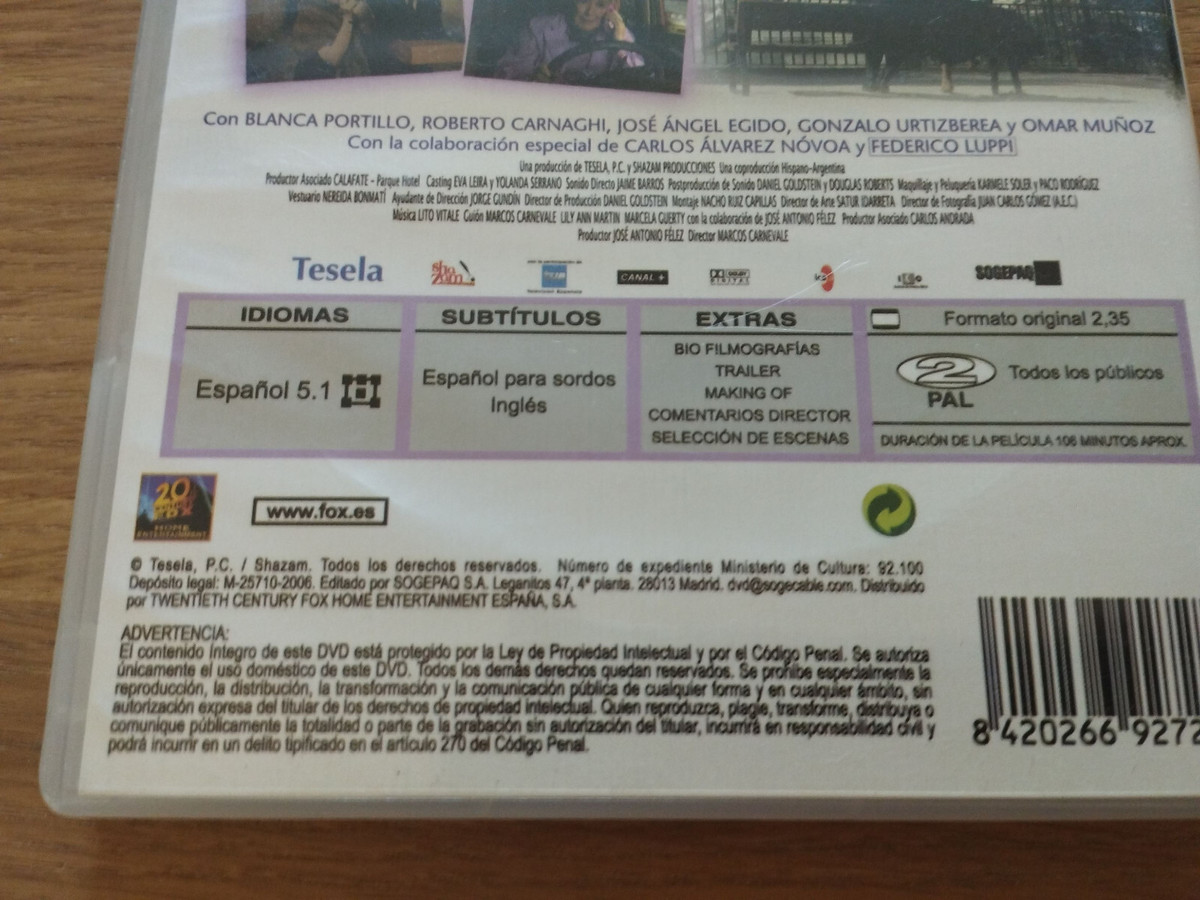 Con BLANCA PORTILLO, ROBERTO CARNAGHI, JOSÉ ÁNGEL EGIDO, GONZALO URTIZBEREA y OMAR MUÑOZ
Con la colaboración especial de CARLOS ÁLVAREZ NÓVOA y FEDERICO LUPPI
Una producción de TESELA, P.C. y SHAZAM PRODUCCIONES Una coproducción Hispano-Argentina
Productor Asociado CALAFATE - Parque Hotel Casting EVA LEIRA y YOLANDA SERRANO Sonido Directo JAIME BARROS Postproducción de Sonido DANIEL GOLDSTEIN y DOUGLAS ROBERTS Maquillaje y Peluquería KARMELE SOLER y PACO RODRÍGUEZ
Vestuario NEREIDA BONMATÍ Ayudante de Dirección JORGE GUNDÍN Director de Producción DANIEL GOLDSTEIN Montaje NACHO RUIZ CAPILLAS Director de Arte SATUR IDARRETA Director de Fotografía JUAN CARLOS GÓMEZ (A.E.C.)
Música LITO VITALE Guión MARCOS CARNEVALE LILY ANN MARTIN MARCELA GUERTY con la colaboración de JOSÉ ANTONIO FÉLEZ Productor Asociado CARLOS ANDRADA
Productor JOSÉ ANTONIO FÉLEZ Director MARCOS CARNEVALE
Tesela shazam CANAL+ DOLBY DIGITAL SOGEPAQ
IDIOMAS
Español 5.1
SUBTÍTULOS
Español para sordos
Inglés
EXTRAS
BIO FILMOGRAFÍAS
TRAILER
MAKING OF
COMENTARIOS DIRECTOR
SELECCIÓN DE ESCENAS
Formato original 2,35
2 Todos los públicos
PAL
DURACIÓN DE LA PELÍCULA 106 MINUTOS APROX.
20
HOME
ENTERTAINMENT
www.fox.es
© Tesela, P.C. / Shazam. Todos los derechos reservados. Número de expediente Ministerio de Cultura: 92.100
Depósito legal: M-25710-2006. Editado por SOGEPAQ S.A. Leganitos 47, 4ª planta. 28013 Madrid. dvd@sogecable.com. Distribuido
por TWENTIETH CENTURY FOX HOME ENTERTAINMENT ESPAÑA, S.A.
ADVERTENCIA:
El contenido íntegro de este DVD está protegido por la Ley de Propiedad Intelectual y por el Código Penal. Se autoriza
únicamente el uso doméstico de este DVD. Todos los demás derechos quedan reservados. Se prohíbe especialmente la
reproducción, la distribución, la transformación y la comunicación pública de cualquier forma y en cualquier ámbito, sin
autorización expresa del titular de los derechos de propiedad intelectual. Quien reproduzca, plagie, transforme, distribuya o
comunique públicamente la totalidad o parte de la grabación sin autorización del titular, incurrirá en responsabilidad civil y
podrá incurrir en un delito tipificado en el artículo 270 del Código Penal.
8 420266 9272